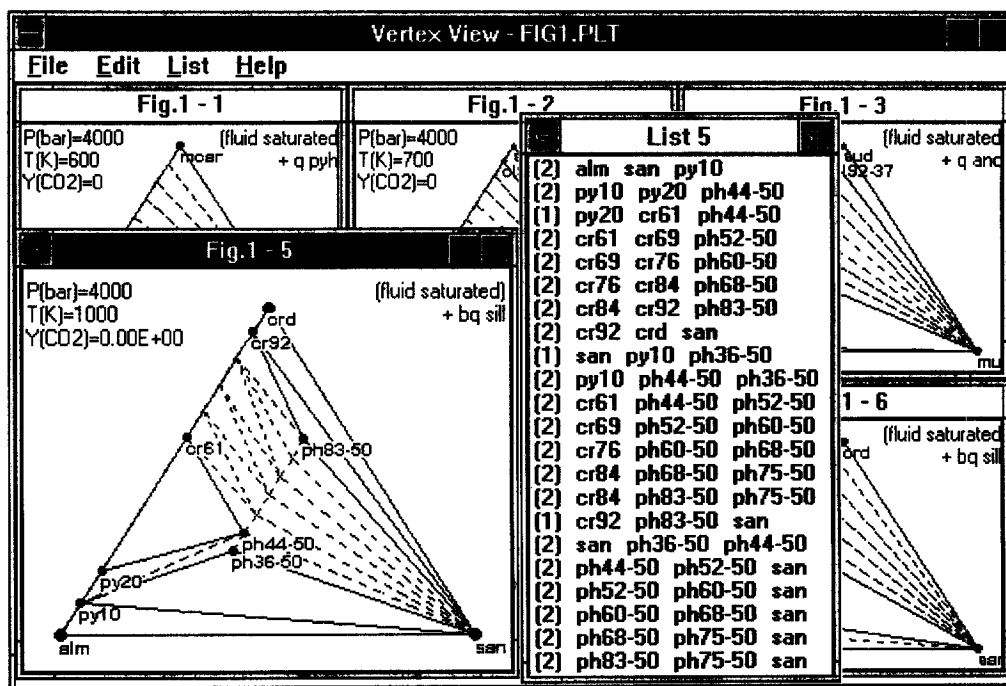 Vertex View - FIG1.PLT
File Edit List Help
Fig.1 - 1
P(bar)=4000
T(K)=600
Y(CO2)=0
(fluid saturated
+ q pyh
Fig.1 - 2
P(bar)=4000
T(K)=700
Y(CO2)=0
Fig.1 - 3
(fluid saturated
+ q and
mu
Fig.1 - 5
P(bar)=4000
T(K)=1000
Y(CO2)=0.00E+00
(fluid saturated)
+ bq sill
crd
cr92
cr61
ph83-50
ph44-50
ph36-50
py20
py10
alm
san
List 5
(2) alm san py10
(2) py10 py20 ph44-50
(1) py20 cr61 ph44-50
(2) cr61 cr69 ph52-50
(2) cr69 cr76 ph60-50
(2) cr76 cr84 ph68-50
(2) cr84 cr92 ph83-50
(2) cr92 crd san
(1) san py10 ph36-50
(2) py10 ph44-50 ph36-50
(2) cr61 ph44-50 ph52-50
(2) cr69 ph52-50 ph60-50
(2) cr76 ph60-50 ph68-50
(2) cr84 ph68-50 ph75-50
(2) cr84 ph83-50 ph75-50
(1) cr92 ph83-50 san
(2) san ph36-50 ph44-50
(2) ph44-50 ph52-50 san
(2) ph52-50 ph60-50 san
(2) ph60-50 ph68-50 san
(2) ph68-50 ph75-50 san
(2) ph83-50 ph75-50 san
1 - 6
(fluid saturated
+ bq sill
san